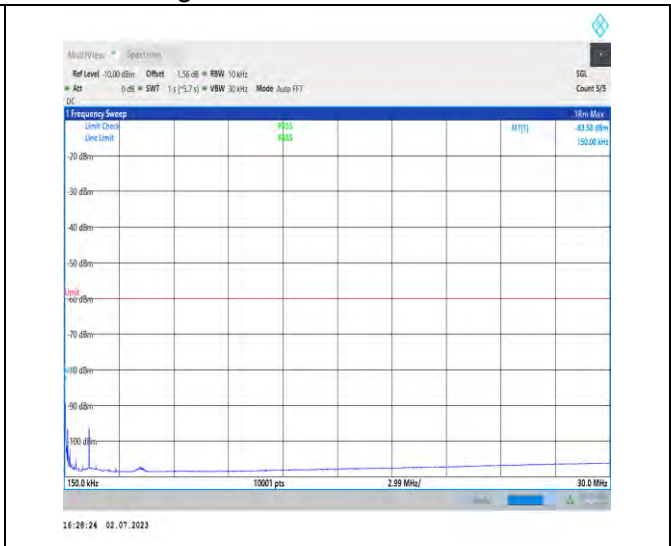 MultiView Spectrum
Ref Level -10.00 dBm Offset 1.56 dB RBW 10 kHz SGL
Att 0 dB SWT 1 s (~5.7 s) VBW 30 kHz Mode Auto FFT Count 5/5
DC
1 Frequency Sweep 1Rm Max
Limit Check PASS M1[1] -83.58 dBm
Line Limit PASS 150.00 kHz
-20 dBm
-30 dBm
-40 dBm
-50 dBm
Limit
-60 dBm
-70 dBm
-80 dBm
-90 dBm
-100 dBm
150.0 kHz 10001 pts 2.99 MHz/ 30.0 MHz
16:28:24 02.07.2023